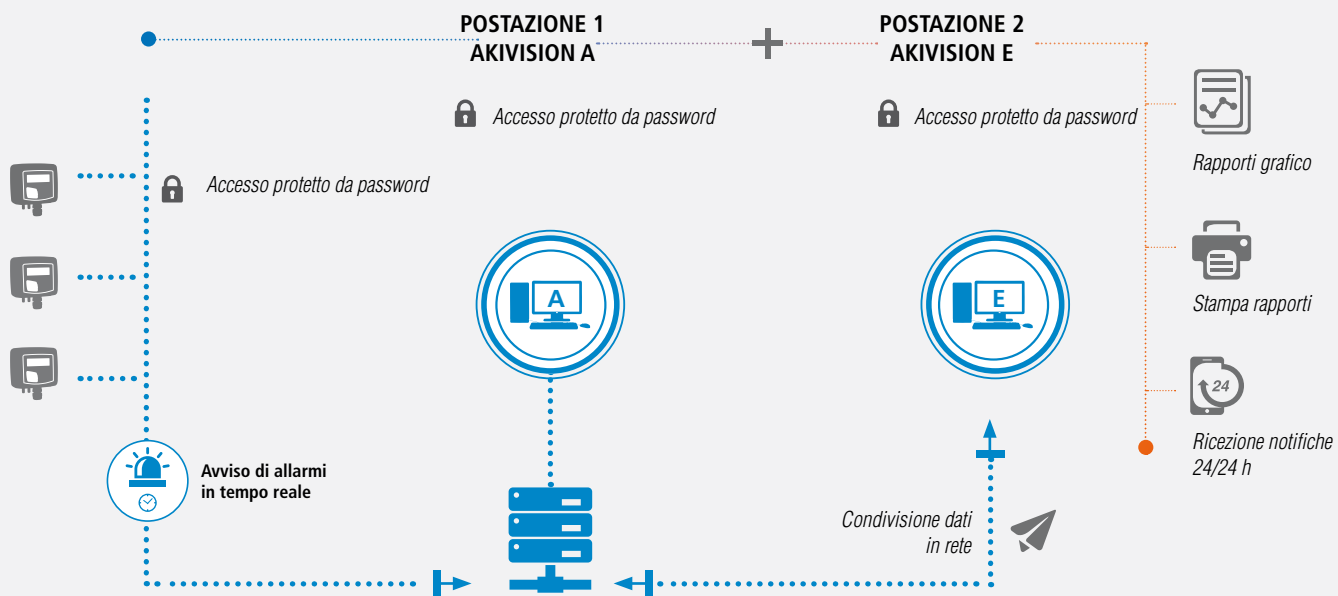 POSTAZIONE 1
AKIVISION A
POSTAZIONE 2
AKIVISION E
Accesso protetto da password
Accesso protetto da password
Accesso protetto da password
Rapporti grafico
A
E
Stampa rapporti
24
Ricezione notifiche
24/24 h
Avviso di allarmi
in tempo reale
Condivisione dati
in rete